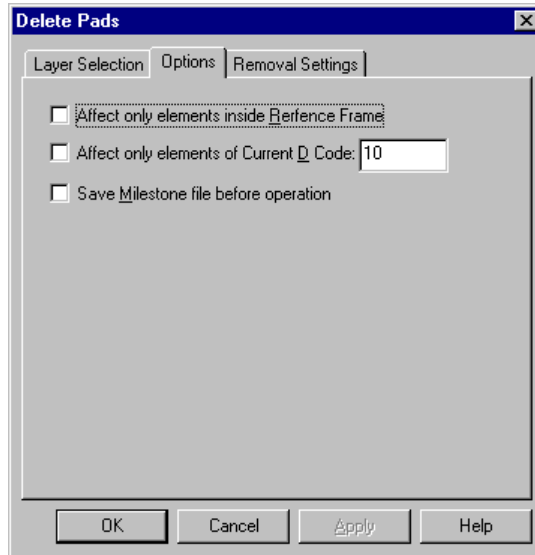 Delete Pads
Layer Selection Options Removal Settings
Affect only elements inside Rerfence Frame
Affect only elements of Current D Code: 10
Save Milestone file before operation
OK Cancel Apply Help